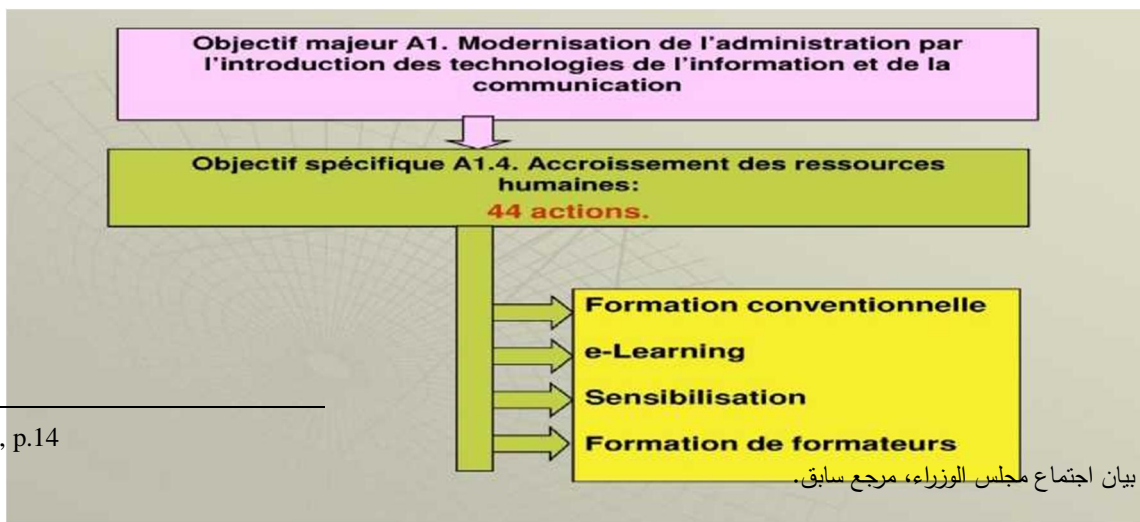 Objectif majeur A1. Modernisation de l'administration par
l'introduction des technologies de l'information et de la
communication
Objectif spécifique A1.4. Accroissement des ressources
humaines:
44 actions.
Formation conventionnelle
e-Learning
Sensibilisation
Formation de formateurs
, p.14
بيان اجتماع مجلس الوزراء، مرجع سابق.